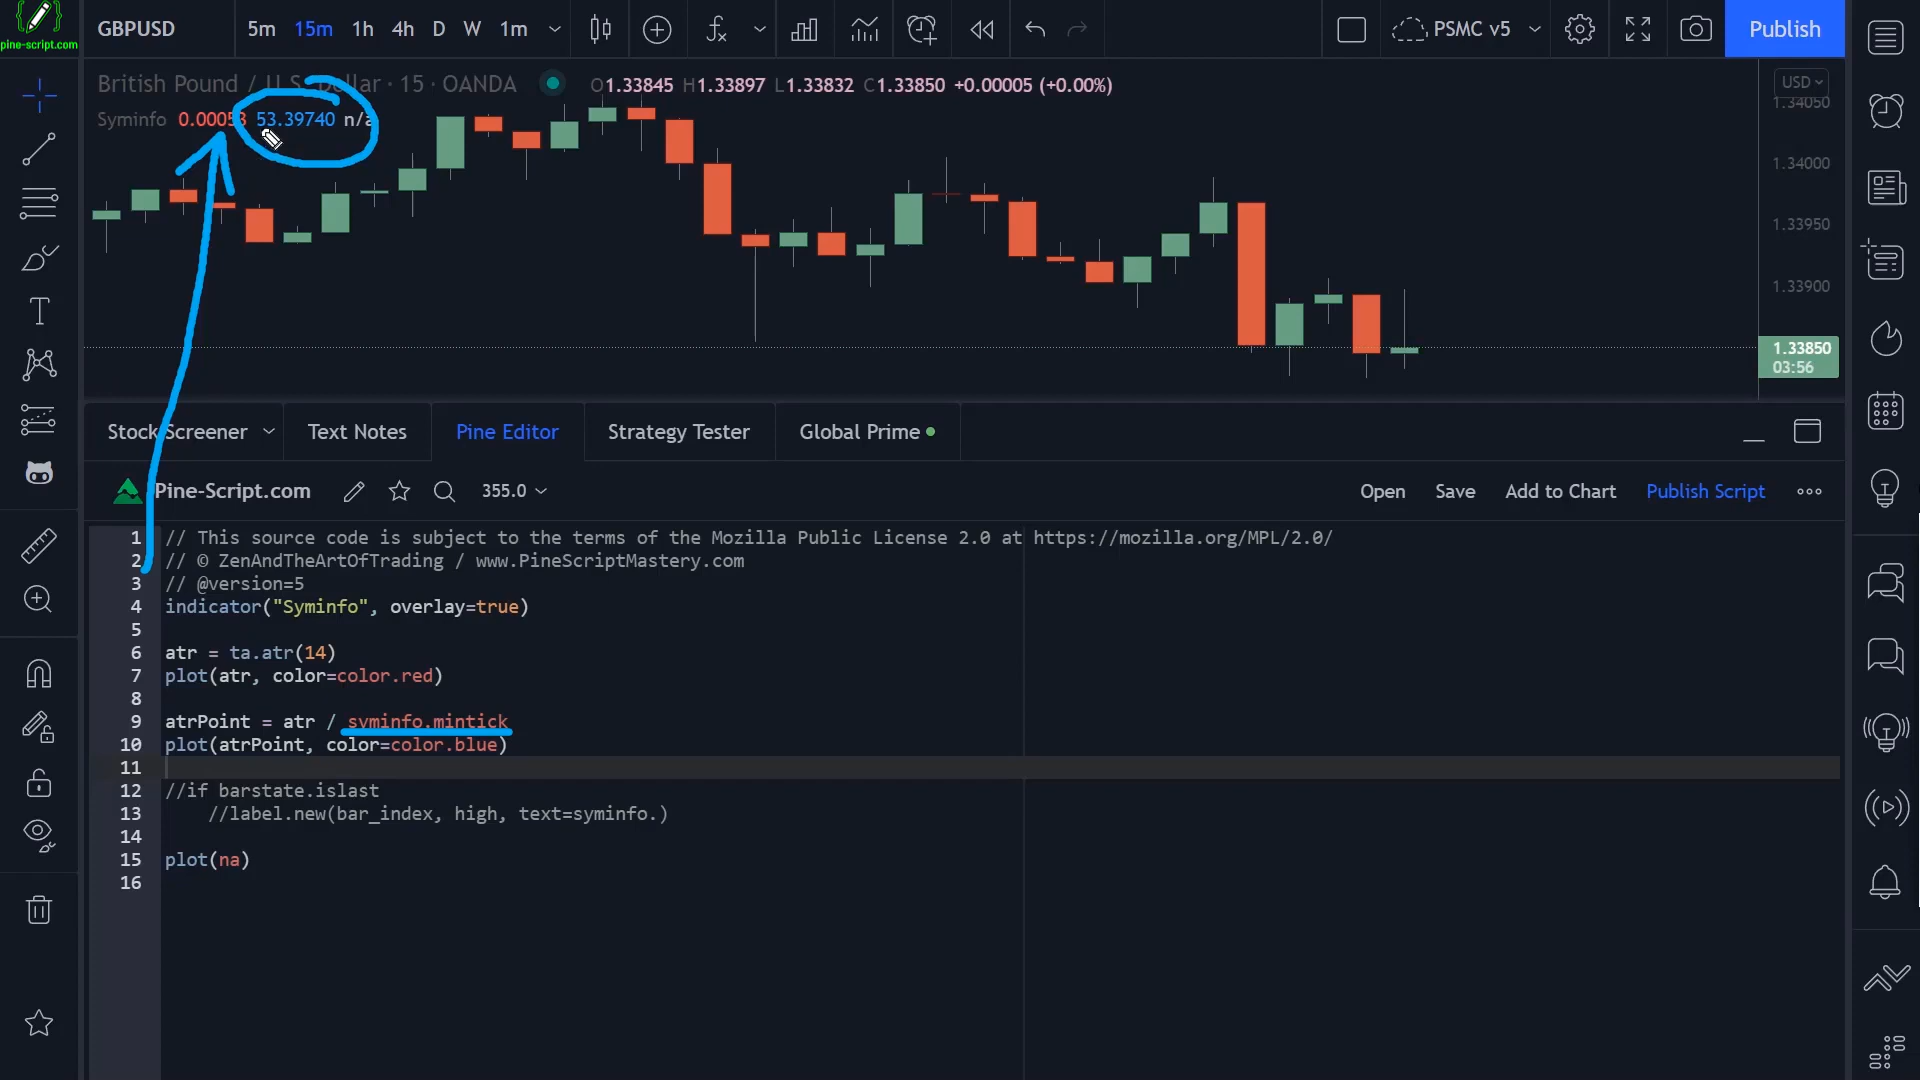 pine-script.com
GBPUSD 5m 15m 1h 4h D W 1m PSMC v5 Publish
British Pound / U.S. Dollar · 15 · OANDA O1.33845 H1.33897 L1.33832 C1.33850 +0.00005 (+0.00%) USD
Syminfo 0.00053 53.39740 n/a
1.34050
1.34000
1.33950
1.33900
1.33850
03:56
Stock Screener Text Notes Pine Editor Strategy Tester Global Prime
Pine-Script.com 355.0 Open Save Add to Chart Publish Script
1 // This source code is subject to the terms of the Mozilla Public License 2.0 at https://mozilla.org/MPL/2.0/
2 // © ZenAndTheArtOfTrading / www.PineScriptMastery.com
3 // @version=5
4 indicator("Syminfo", overlay=true)
5
6 atr = ta.atr(14)
7 plot(atr, color=color.red)
8
9 atrPoint = atr / syminfo.mintick
10 plot(atrPoint, color=color.blue)
11
12 //if barstate.islast
13 //label.new(bar_index, high, text=syminfo.)
14
15 plot(na)
16